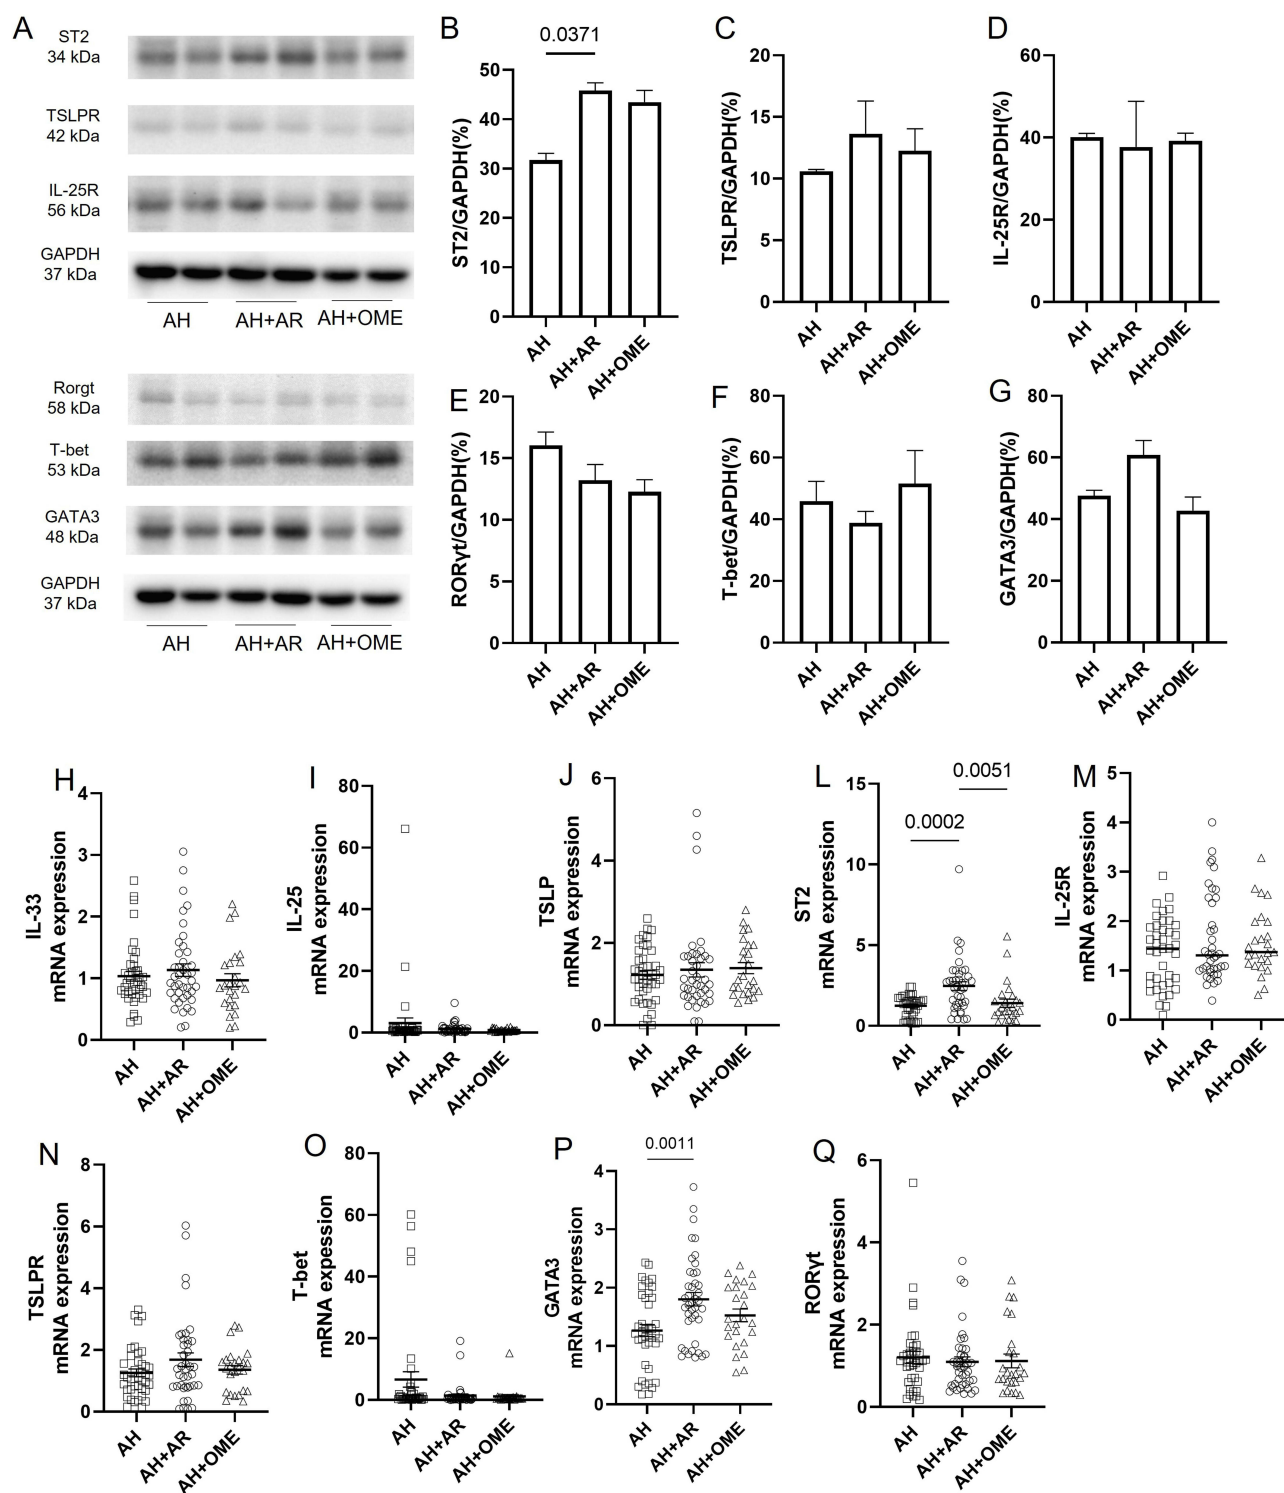 A
ST2
34 kDa
TSLPR
42 kDa
IL-25R
56 kDa
GAPDH
37 kDa
AH AH+AR AH+OME
Rorgt
58 kDa
T-bet
53 kDa
GATA3
48 kDa
GAPDH
37 kDa
AH AH+AR AH+OME
B
0.0371
ST2/GAPDH(%)
50
40
30
20
10
0
AH AH+AR AH+OME
C
TSLPR/GAPDH(%)
20
15
10
5
0
AH AH+AR AH+OME
D
IL-25R/GAPDH(%)
60
40
20
0
AH AH+AR AH+OME
E
RORγt/GAPDH(%)
20
15
10
5
0
AH AH+AR AH+OME
F
T-bet/GAPDH(%)
80
60
40
20
0
AH AH+AR AH+OME
G
GATA3/GAPDH(%)
80
60
40
20
0
AH AH+AR AH+OME
H
IL-33
mRNA expression
4
3
2
1
0
AH AH+AR AH+OME
I
IL-25
mRNA expression
80
60
40
20
0
AH AH+AR AH+OME
J
TSLP
mRNA expression
6
4
2
0
AH AH+AR AH+OME
L
0.0051
0.0002
ST2
mRNA expression
15
10
5
0
AH AH+AR AH+OME
M
IL-25R
mRNA expression
5
4
3
2
1
0
AH AH+AR AH+OME
N
TSLPR
mRNA expression
8
6
4
2
0
AH AH+AR AH+OME
O
T-bet
mRNA expression
80
60
40
20
0
AH AH+AR AH+OME
P
0.0011
GATA3
mRNA expression
4
3
2
1
0
AH AH+AR AH+OME
Q
RORγt
mRNA expression
6
4
2
0
AH AH+AR AH+OME